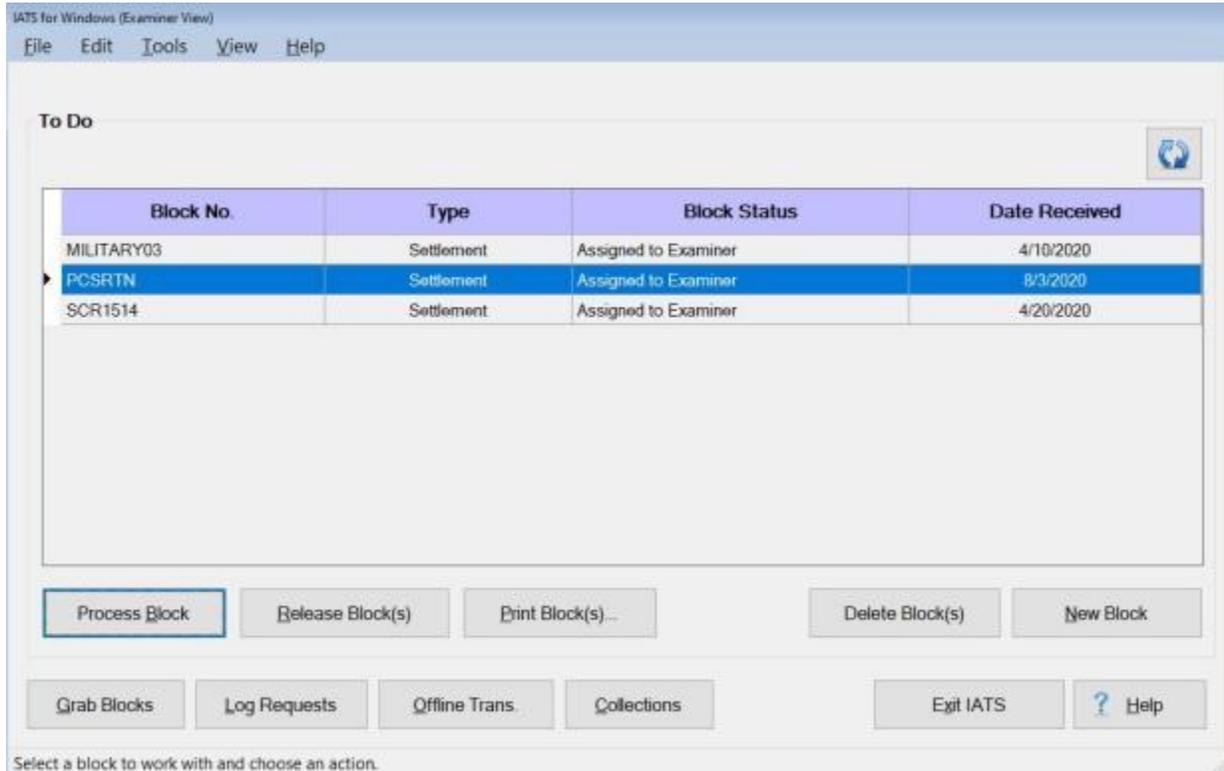 IATS for Windows (Examiner View)
File Edit Tools View Help
To Do
Block No. Type Block Status Date Received
MILITARY03 Settlement Assigned to Examiner 4/10/2020
PCSRTN Settlement Assigned to Examiner 8/3/2020
SCR1514 Settlement Assigned to Examiner 4/20/2020
Process Block Release Block(s) Print Block(s)... Delete Block(s) New Block
Grab Blocks Log Requests Offline Trans. Collections Exit IATS ? Help
Select a block to work with and choose an action.